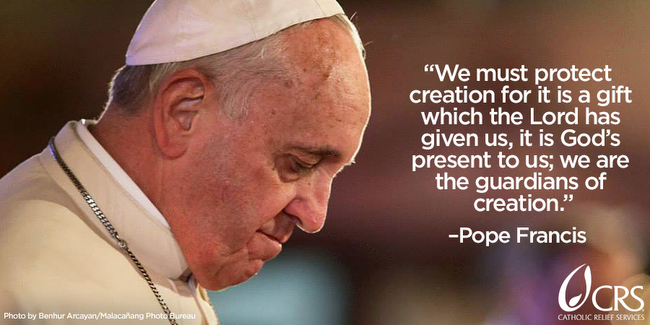 “We must protect
creation for it is a gift
which the Lord has
given us, it is God’s
present to us; we are
the guardians of
creation.”
–Pope Francis
CRS
CATHOLIC RELIEF SERVICES
Photo by Benhur Arcayan/Malacañang Photo Bureau